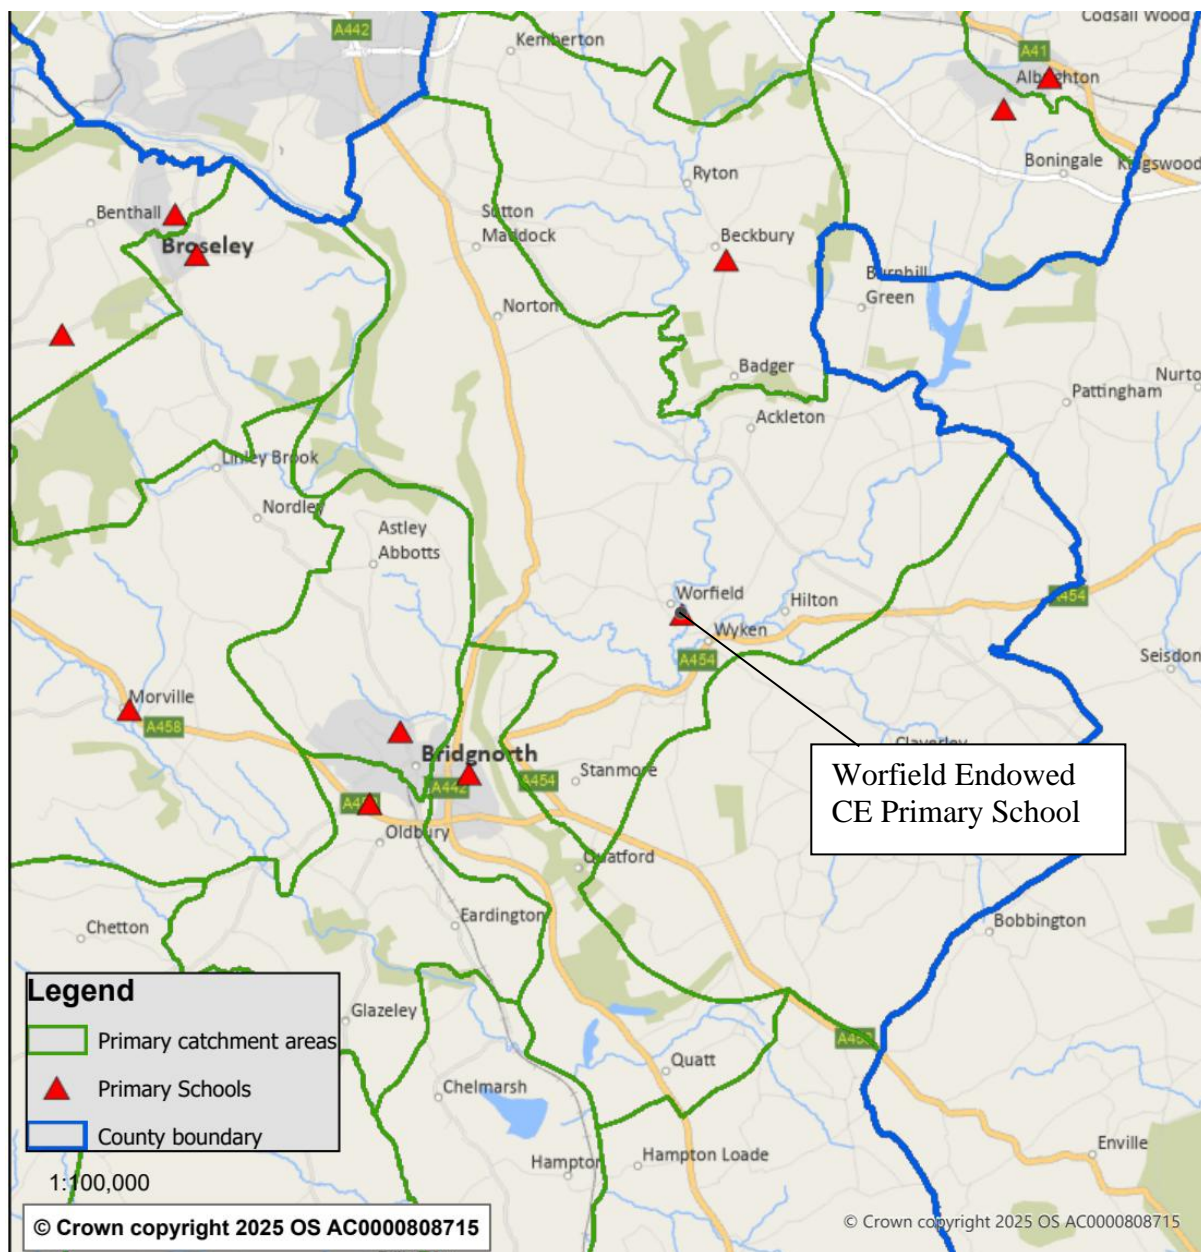 Codsall Wood
A442
Kemberton
A41
Albrighton
Boningale
Kingswood
Ryton
Benthall
Sutton
Maddock
Beckbury
Broseley
Burnhill
Green
Norton
Badger
Pattingham
Nurto
Ackleton
Linley Brook
Nordley
Astley
Abbotts
Worfield
Hilton
A454
Wyken
A454
Seisdon
Morville
A458
Claverley
Bridgnorth
Stanmore
A442
A454
Worfield Endowed
CE Primary School
Oldbury
Quatford
Eardington
Chetton
Bobbington
Legend
Primary catchment areas
Primary Schools
County boundary
Glazeley
Quatt
Chelmarsh
Enville
Hampton
Hampton Loade
1:100,000
© Crown copyright 2025 OS AC0000808715
© Crown copyright 2025 OS AC0000808715